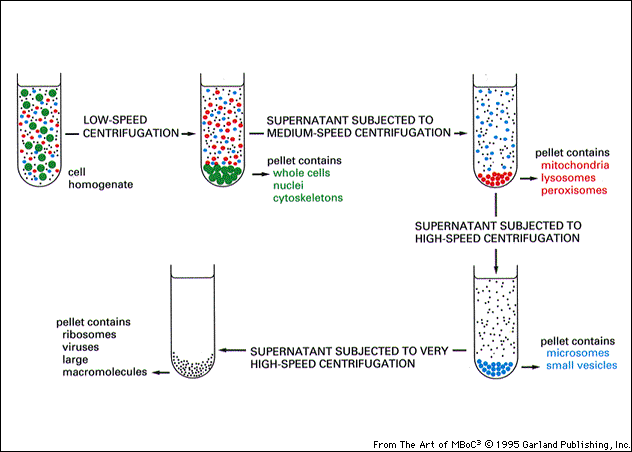 LOW-SPEED
CENTRIFUGATION
cell
homogenate
SUPERNATANT SUBJECTED TO
MEDIUM-SPEED CENTRIFUGATION
pellet contains
whole cells
nuclei
cytoskeletons
pellet contains
mitochondria
lysosomes
peroxisomes
SUPERNATANT SUBJECTED TO
HIGH-SPEED CENTRIFUGATION
pellet contains
microsomes
small vesicles
SUPERNATANT SUBJECTED TO VERY
HIGH-SPEED CENTRIFUGATION
pellet contains
ribosomes
viruses
large
macromolecules
From The Art of MBoC³ © 1995 Garland Publishing, Inc.